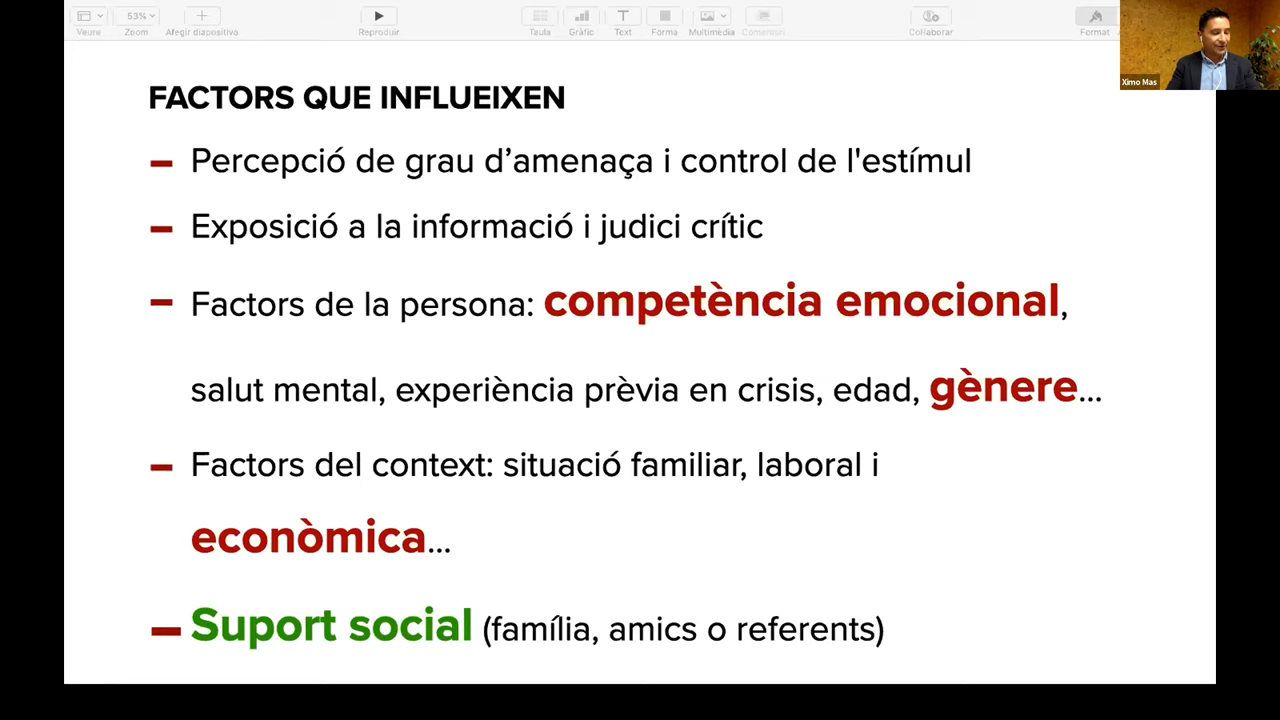 53%
Veure
Zoom
Afegir diapositiva
Reproduir
Taula
Gràfic
Text
Forma
Multimèdia
Comentari
Col·laborar
Format
Ximo Mas
FACTORS QUE INFLUEIXEN
– Percepció de grau d’amenaça i control de l'estímul
– Exposició a la informació i judici crític
– Factors de la persona: competència emocional,
salut mental, experiència prèvia en crisis, edad, gènere...
– Factors del context: situació familiar, laboral i
econòmica...
– Suport social (família, amics o referents)